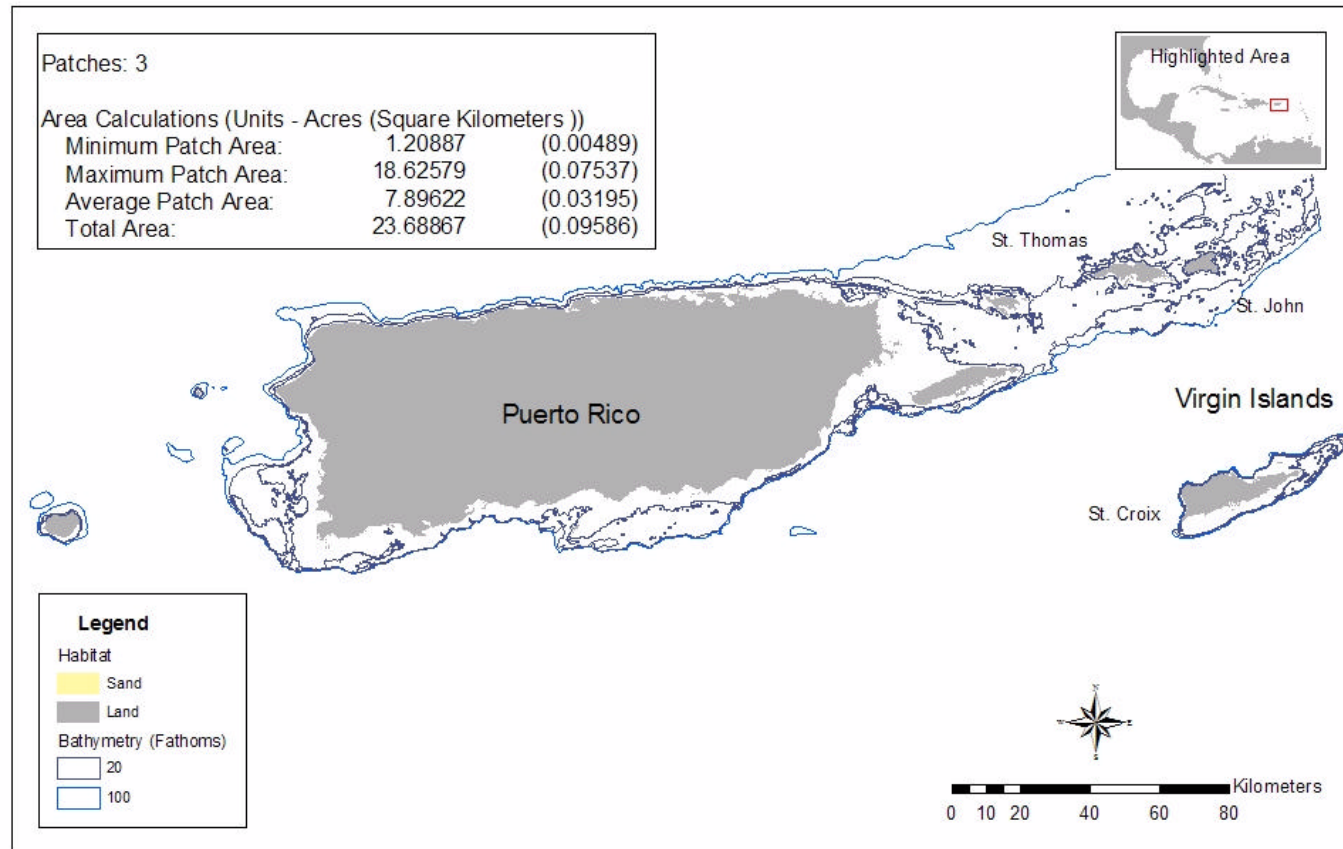 Patches: 3
Area Calculations (Units - Acres (Square Kilometers ))
Minimum Patch Area: 1.20887 (0.00489)
Maximum Patch Area: 18.62579 (0.07537)
Average Patch Area: 7.89622 (0.03195)
Total Area: 23.68867 (0.09586)
Highlighted Area
St. Thomas
St. John
Puerto Rico
Virgin Islands
St. Croix
Legend
Habitat
Sand
Land
Bathymetry (Fathoms)
20
100
N
W E
S
Kilometers
0 10 20 40 60 80